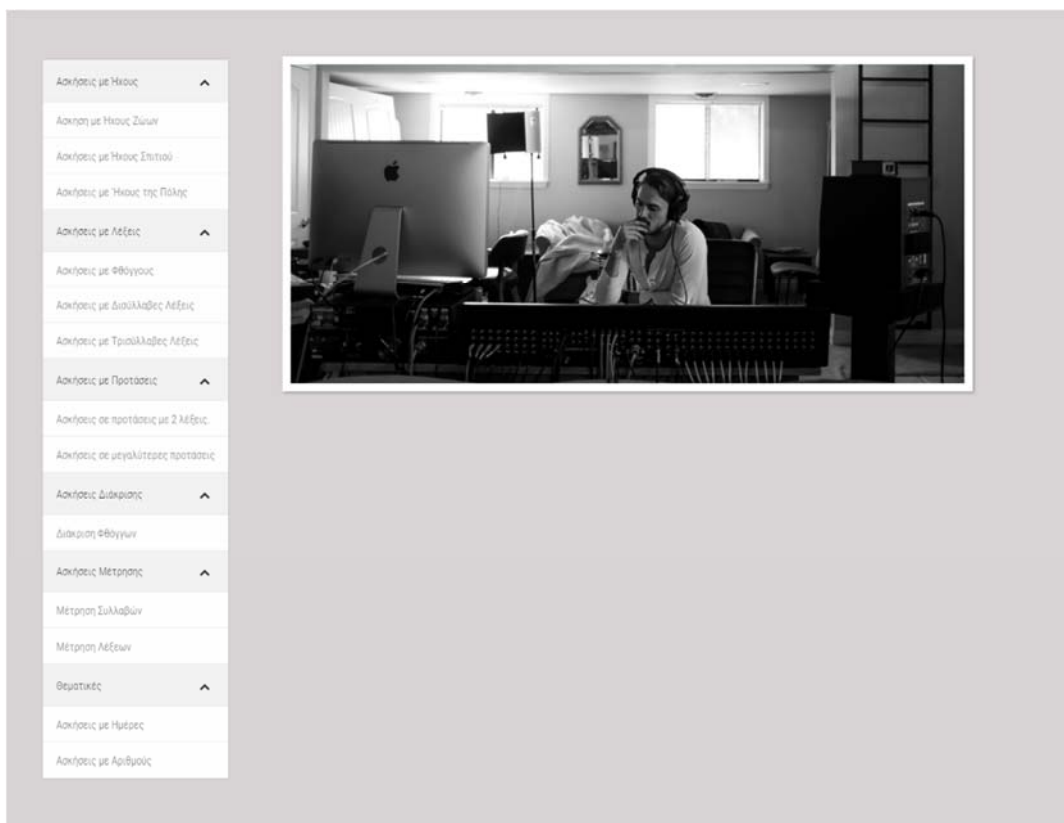 Ασκήσεις με Ήχους
Άσκηση με Ήχους Ζώων
Ασκήσεις με Ήχους Σπιτιού
Ασκήσεις με Ήχους της Πόλης
Ασκήσεις με Λέξεις
Ασκήσεις με Φθόγγους
Ασκήσεις με Δισύλλαβες Λέξεις
Ασκήσεις με Τρισύλλαβες Λέξεις
Ασκήσεις με Προτάσεις
Ασκήσεις σε προτάσεις με 2 λέξεις.
Ασκήσεις σε μεγαλύτερες προτάσεις
Ασκήσεις Διάκρισης
Διάκριση Φθόγγων
Ασκήσεις Μέτρησης
Μέτρηση Συλλαβών
Μέτρηση Λέξεων
Θεματικές
Ασκήσεις με Ημέρες
Ασκήσεις με Αριθμούς